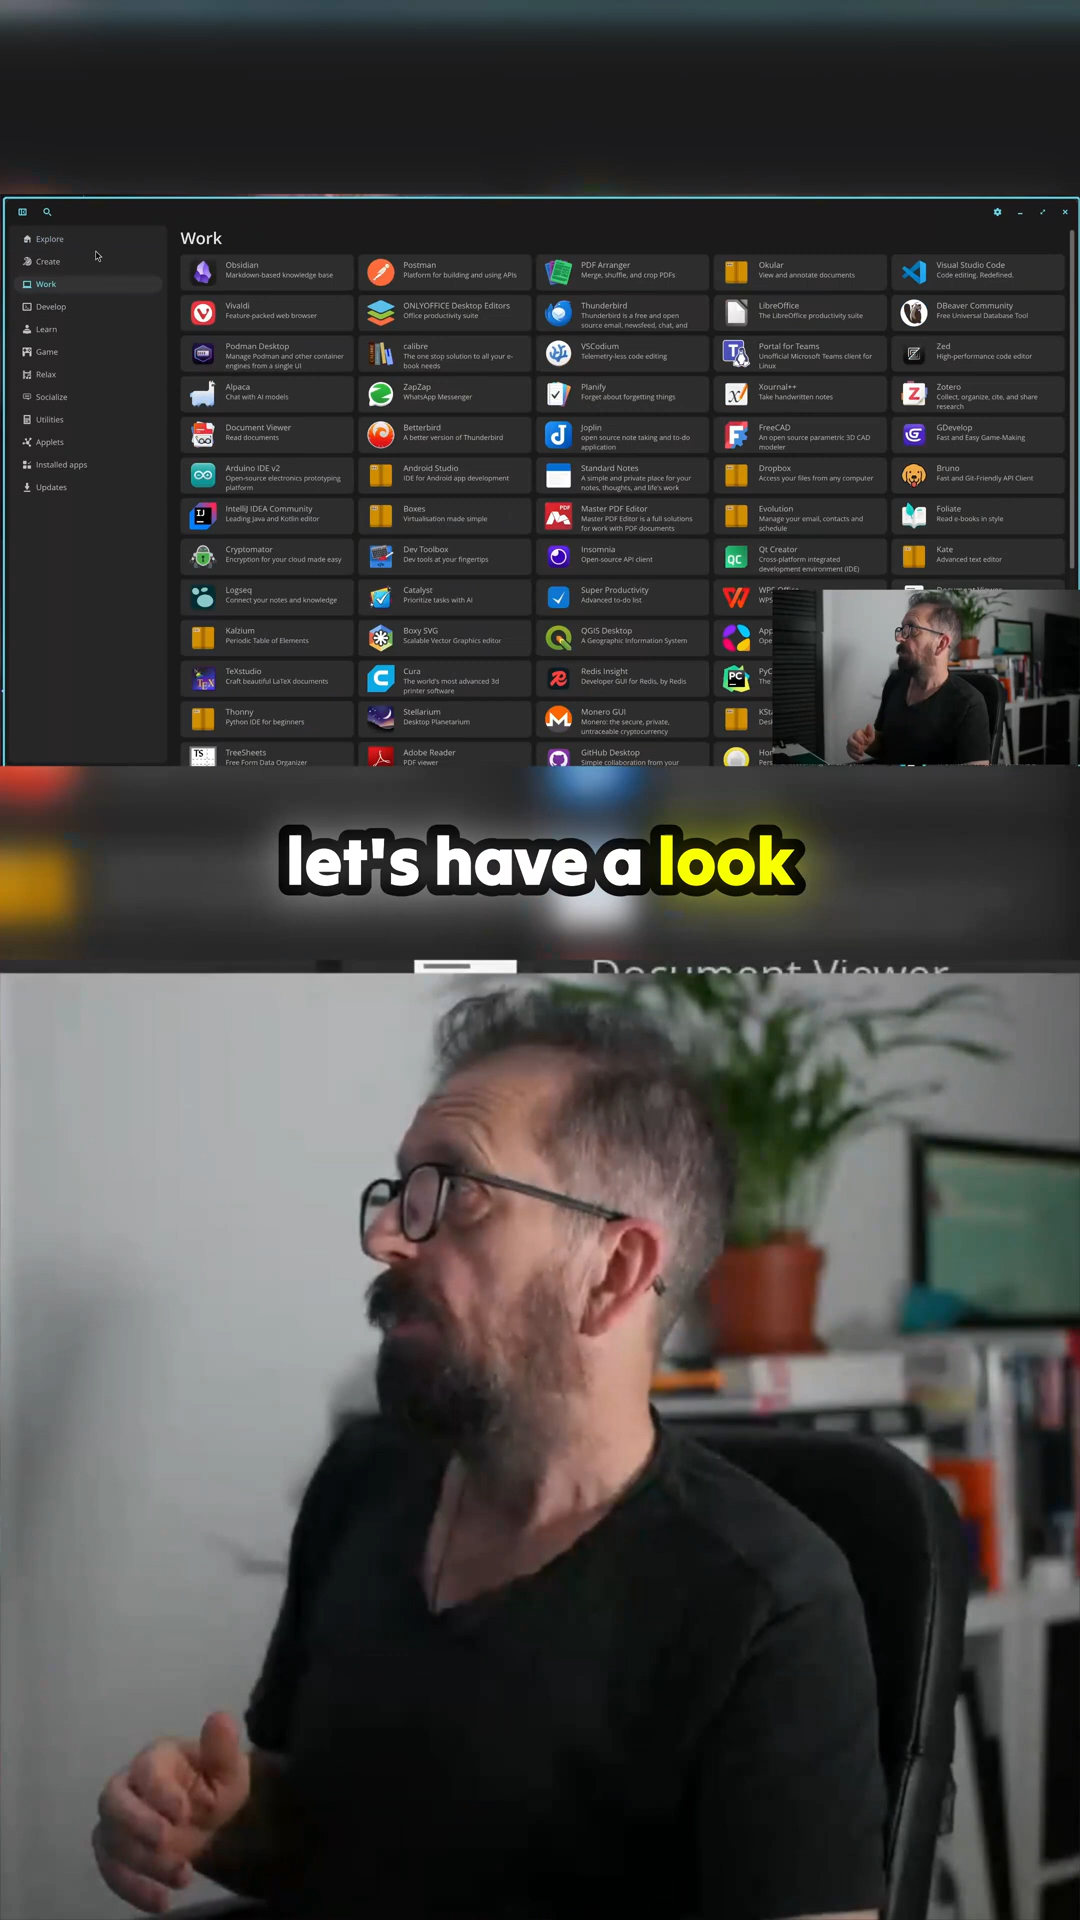 Explore
Create
Work
Develop
Learn
Game
Relax
Socialize
Utilities
Applets
Installed apps
Updates
Work
Obsidian
Markdown-based knowledge base
Postman
Platform for building and using APIs
PDF Arranger
Merge, shuffle, and crop PDFs
Okular
View and annotate documents
Visual Studio Code
Code editing. Redefined.
Vivaldi
Feature-packed web browser
ONLYOFFICE Desktop Editors
Office productivity suite
Thunderbird
Thunderbird is a free and open
source email, newsfeed, chat, and
LibreOffice
The LibreOffice productivity suite
DBeaver Community
Free Universal Database Tool
Podman Desktop
Manage Podman and other container
engines from a single UI
calibre
The one stop solution to all your e-
book needs
VSCodium
Telemetry-less code editing
Portal for Teams
Unofficial Microsoft Teams client for
Linux
Zed
High-performance code editor
Alpaca
Chat with AI models
ZapZap
WhatsApp Messenger
Planify
Forget about forgetting things
Xournal++
Take handwritten notes
Zotero
Collect, organize, cite, and share
research
Document Viewer
Read documents
Betterbird
A better version of Thunderbird
Joplin
open source note taking and to-do
application
FreeCAD
An open source parametric 3D CAD
modeler
GDevelop
Fast and Easy Game-Making
Arduino IDE v2
Open-source electronics prototyping
platform
Android Studio
IDE for Android app development
Standard Notes
A simple and private place for your
notes, thoughts, and life's work
Dropbox
Access your files from any computer
Bruno
Fast and Git-Friendly API Client
IntelliJ IDEA Community
Leading Java and Kotlin editor
Boxes
Virtualisation made simple
Master PDF Editor
Master PDF Editor is a full solutions
for work with PDF documents
Evolution
Manage your email, contacts and
schedule
Foliate
Read e-books in style
Cryptomator
Encryption for your cloud made easy
Dev Toolbox
Dev tools at your fingertips
Insomnia
Open-source API client
Qt Creator
Cross-platform integrated
development environment (IDE)
Kate
Advanced text editor
Logseq
Connect your notes and knowledge
Catalyst
Prioritize tasks with AI
Super Productivity
Advanced to-do list
WPS Office
WPS
Document Viewer
Kalzium
Periodic Table of Elements
Boxy SVG
Scalable Vector Graphics editor
QGIS Desktop
A Geographic Information System
App
Ope
TeXstudio
Craft beautiful LaTeX documents
Cura
The world's most advanced 3d
printer software
Redis Insight
Developer GUI for Redis, by Redis
PyC
The
Thonny
Python IDE for beginners
Stellarium
Desktop Planetarium
Monero GUI
Monero: the secure, private,
untraceable cryptocurrency
KSta
Desk
TreeSheets
Free Form Data Organizer
Adobe Reader
PDF viewer
GitHub Desktop
Simple collaboration from your
Hom
Pers
let's have a look
Document Viewer